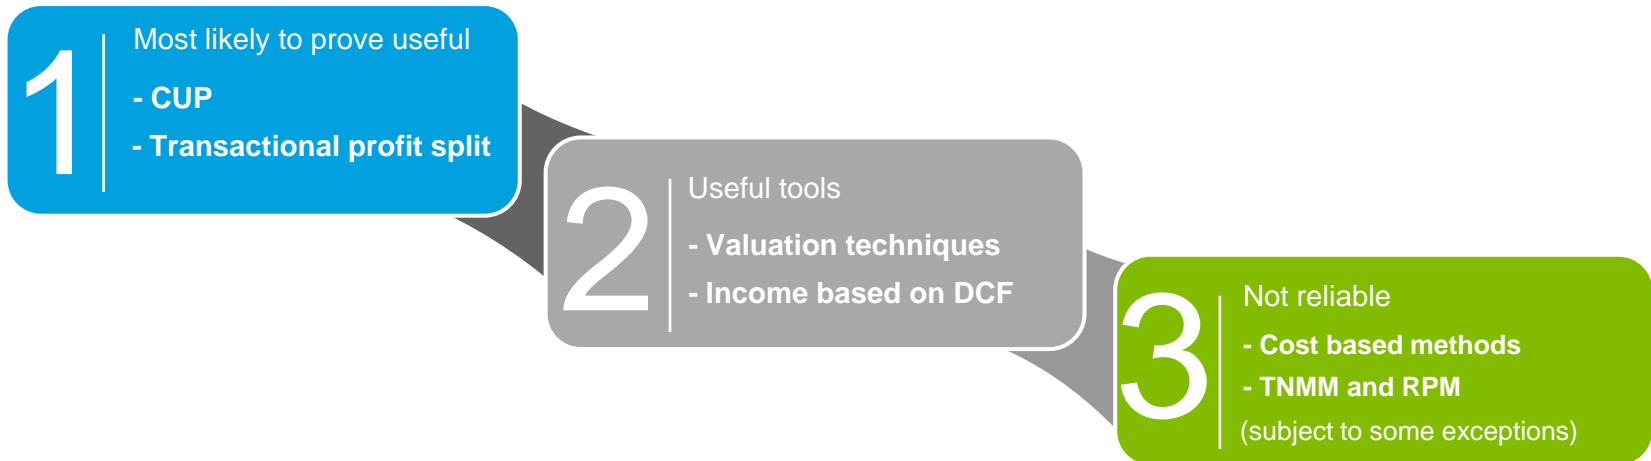 1
Most likely to prove useful
- CUP
- Transactional profit split
2
Useful tools
- Valuation techniques
- Income based on DCF
3
Not reliable
- Cost based methods
- TNMM and RPM
(subject to some exceptions)